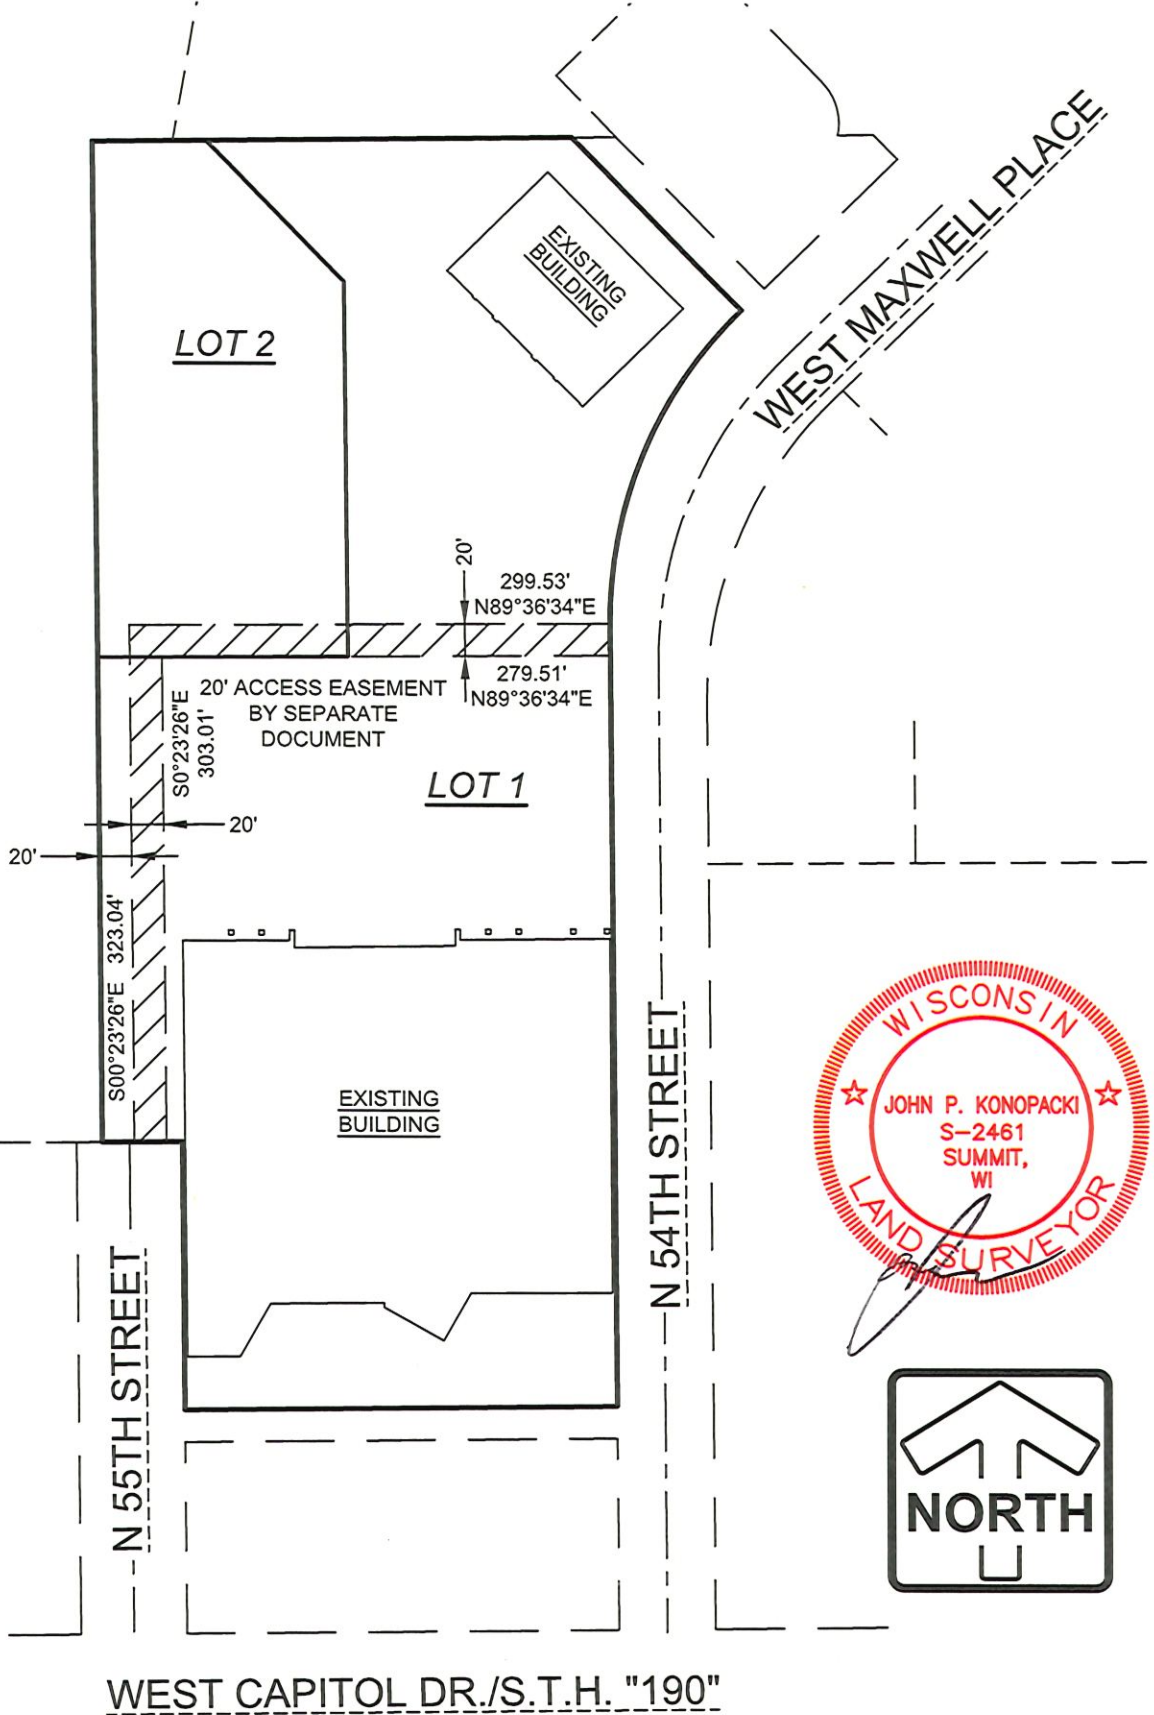 WEST MAXWELL PLACE
EXISTING
BUILDING
LOT 2
20'
299.53'
N89°36'34"E
279.51'
N89°36'34"E
20' ACCESS EASEMENT
BY SEPARATE
DOCUMENT
S0°23'26"E
303.01'
LOT 1
20'
20'
S00°23'26"E 323.04'
EXISTING
BUILDING
N 54TH STREET
N 55TH STREET
WISCONSIN
JOHN P. KONOPACKI
S-2461
SUMMIT,
WI
LAND SURVEYOR
NORTH
WEST CAPITOL DR./S.T.H. "190"